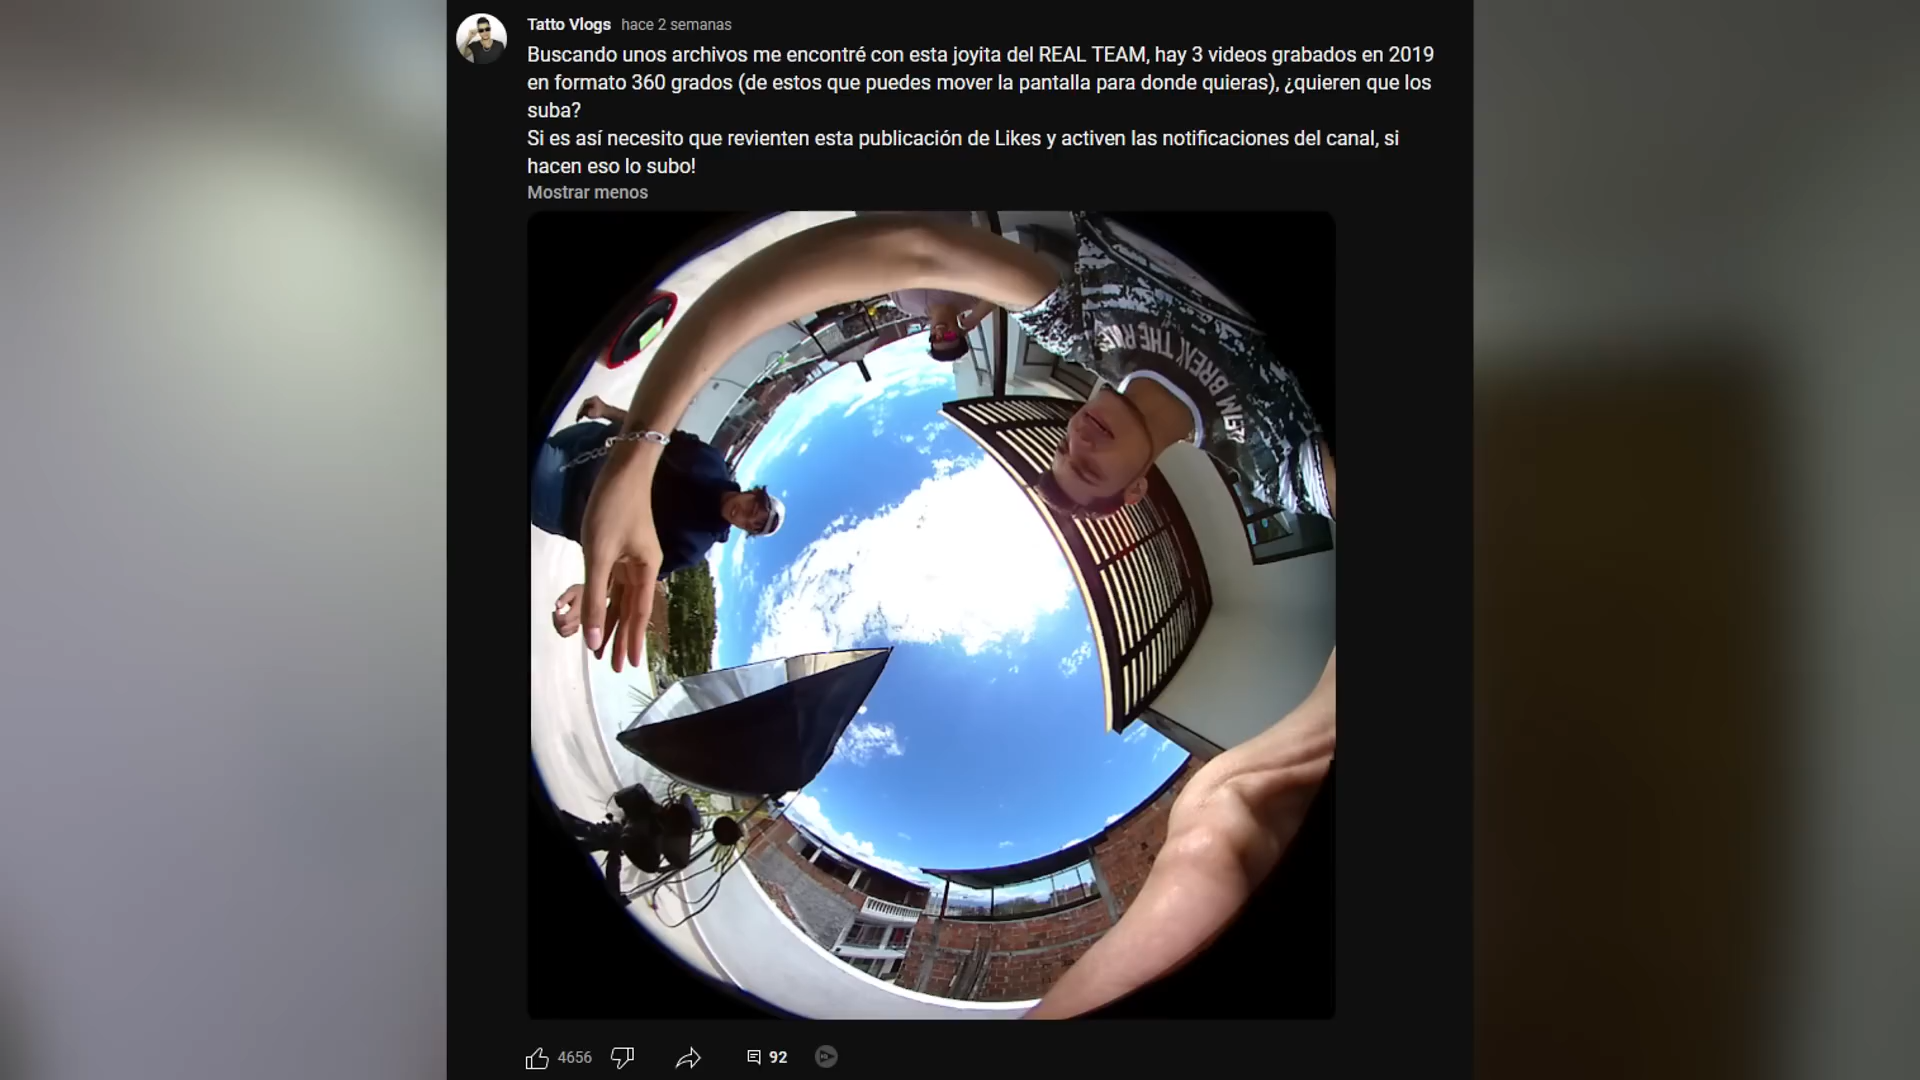 Tatto Vlogs hace 2 semanas
Buscando unos archivos me encontré con esta joyita del REAL TEAM, hay 3 videos grabados en 2019
en formato 360 grados (de estos que puedes mover la pantalla para donde quieras), ¿quieren que los
suba?
Si es así necesito que revienten esta publicación de Likes y activen las notificaciones del canal, si
hacen eso lo subo!
Mostrar menos
BREAK THE
4656 92